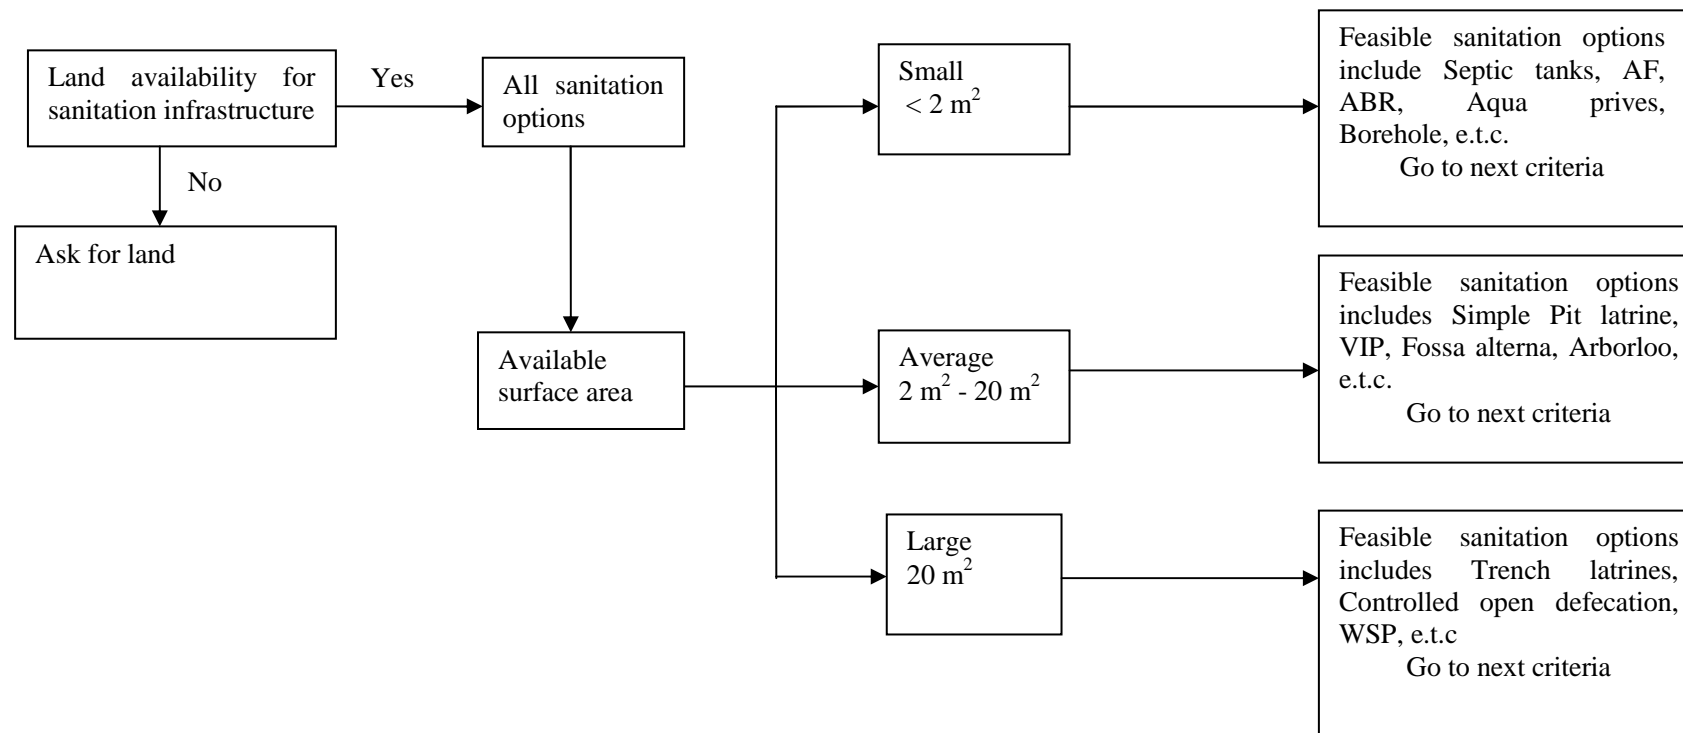 Land availability for
sanitation infrastructure
Yes
No
Ask for land
All sanitation
options
Available
surface area
Small
< 2 m²
Average
2 m² - 20 m²
Large
20 m²
Feasible sanitation options
include Septic tanks, AF,
ABR, Aqua prives,
Borehole, e.t.c.
Go to next criteria
Feasible sanitation options
includes Simple Pit latrine,
VIP, Fossa alterna, Arborloo,
e.t.c.
Go to next criteria
Feasible sanitation options
includes Trench latrines,
Controlled open defecation,
WSP, e.t.c
Go to next criteria